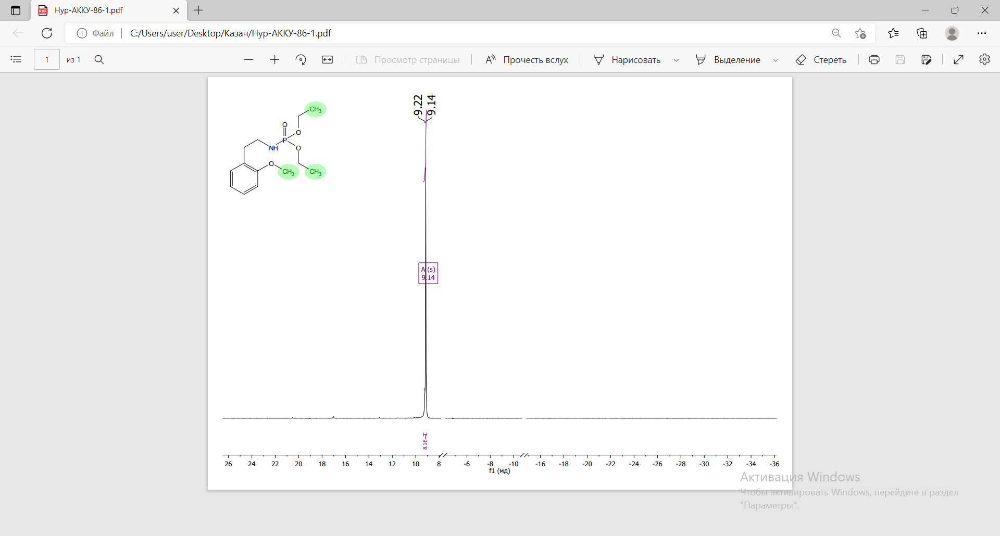 Нур-АККУ-86-1.pdf
Файл
C:/Users/user/Desktop/Казан/Нур-АККУ-86-1.pdf
1 из 1
Просмотр страницы
Прочесть вслух
Нарисовать
Выделение
Стереть
9.22
9.14
CH3
O
P
O
NH
O
O
CH3
CH3
A (s)
9.14
8.16
26 24 22 20 18 16 14 12 10 8 -6 -8 -10 -16 -18 -20 -22 -24 -26 -28 -30 -32 -34 -36
f1 (мд)
Активация Windows
Чтобы активировать Windows, перейдите в раздел
"Параметры".